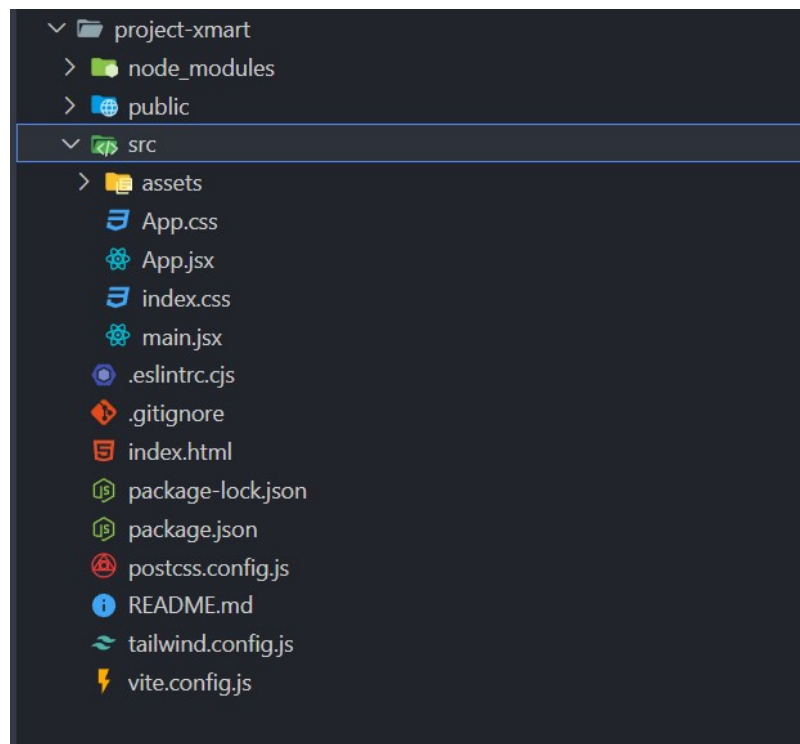 project-xmart
node_modules
public
src
assets
App.css
App.jsx
index.css
main.jsx
.eslintrc.cjs
.gitignore
index.html
package-lock.json
package.json
postcss.config.js
README.md
tailwind.config.js
vite.config.js